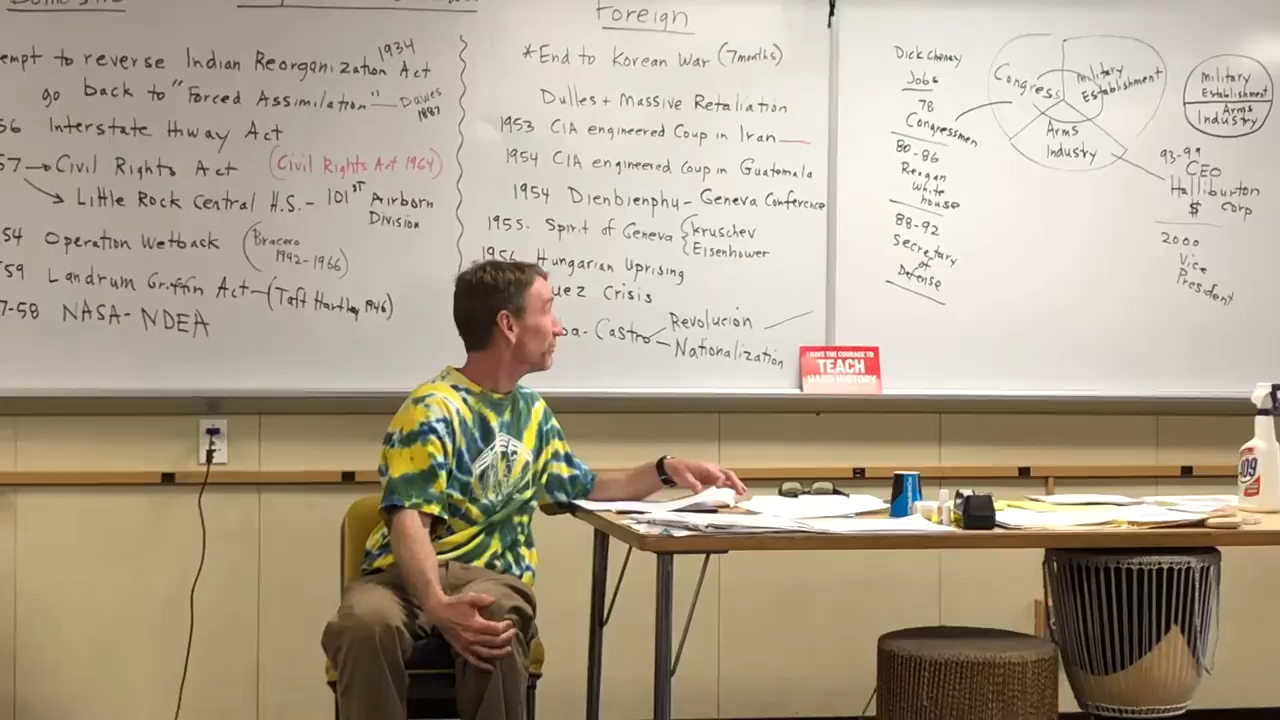 Foreign
empt to reverse Indian Reorganization Act 1934
go back to "Forced Assimilation" — Dawes 1887
56 Interstate Hiway Act
57 → Civil Rights Act (Civil Rights Act 1964)
→ Little Rock Central H.S. - 101ST Airborn Division
54 Operation Wetback (Bracero 1942-1966)
59 Landrum Griffin Act - (Taft Hartley 1946)
7-58 NASA - NDEA
*End to Korean War (7months)
Dulles + Massive Retaliation
1953 CIA engineered Coup in Iran
1954 CIA engineered Coup in Guatemala
1954 Dienbienphu - Geneva Conference
1955. Spirit of Geneva { Kruschev
Eisenhower
1956 Hungarian Uprising
uez Crisis
ba - Castro - Revolucion
- Nationalization
Dick Cheney
Jobs
78
Congressmen
80-86
Reagan
White
house
88-92
Secretary
of
Defense
Congress
Military
Establishment
Arms
Industry
Military
Establishment
Arms
Industry
93-99
CEO
Halliburton
Corp
$
2000
Vice
President
I HAVE THE COURAGE TO
TEACH
HARD HISTORY
409